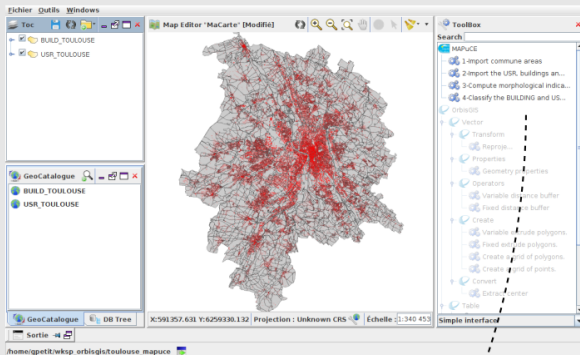 Fichier Outils Windows
Toc
BUILD_TOULOUSE
USR_TOULOUSE
GeoCatalogue
BUILD_TOULOUSE
USR_TOULOUSE
GeoCatalogue DB Tree
Map Editor "MaCarte" [Modifié]
X:591357.631 Y:6259330.132 Projection : Unknown CRS Échelle : 1:340 453
ToolBox
Search
MAPuCE
1-Import commune areas
2-Import the USR, buildings an...
3-Compute morphological indica...
4-Classify the BUILDING and US...
OrbisGIS
Vector
Transform
Reproje...
Properties
Geometry properties
Operators
Variable distance buffer
Fixed distance buffer
Create
Variable extrude polygons.
Fixed extrude polygons.
Create a grid of polygons.
Create a grid of points.
Convert
Extract center
Table
Simple interface
Sortie
/home/gpetit/wksp_orbisgis/toulouse_mapuce